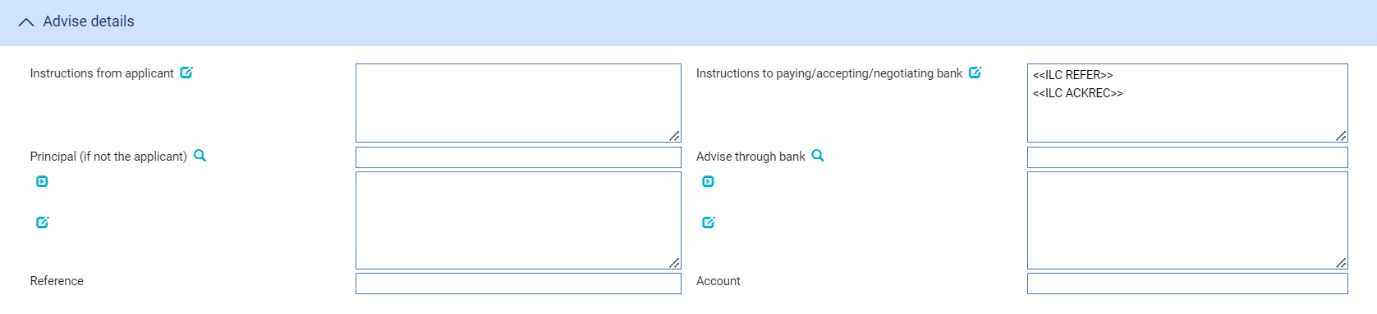 Advise details
Instructions from applicant
Instructions to paying/accepting/negotiating bank
<<ILC REFER>>
<<ILC ACKREC>>
Principal (if not the applicant)
Advise through bank
Reference
Account